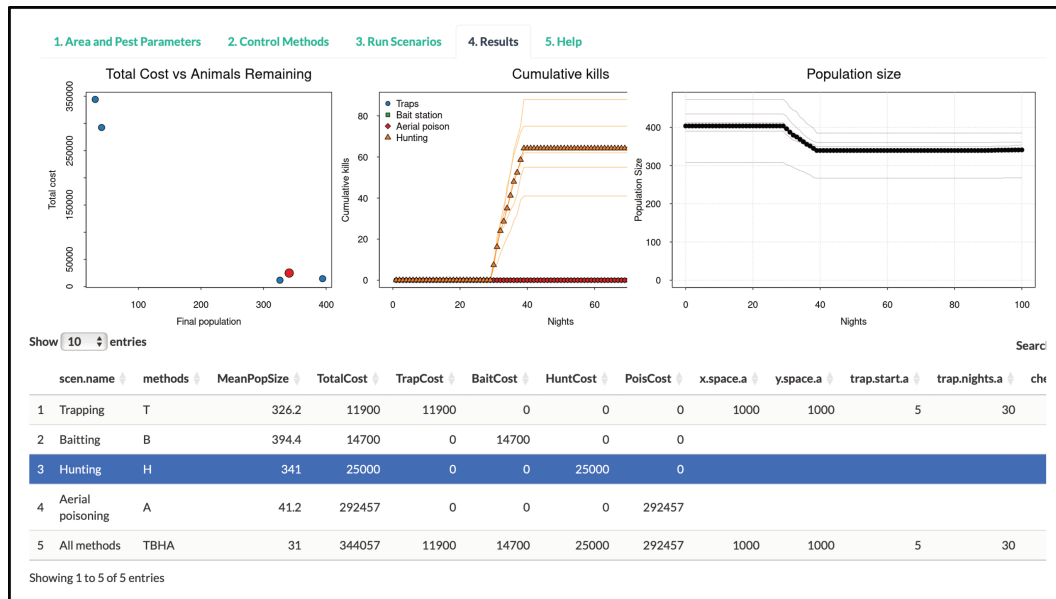 1. Area and Pest Parameters 2. Control Methods 3. Run Scenarios 4. Results 5. Help
Total Cost vs Animals Remaining
350000
250000
150000
50000
0
Total cost
100 200 300 400
Final population
Cumulative kills
Traps
Bait station
Aerial poison
Hunting
80
60
40
20
0
Cumulative kills
0 20 40 60
Nights
Population size
400
300
200
100
0
Population Size
0 20 40 60 80 100
Nights
Show 10 entries
Searc
scen.name methods MeanPopSize TotalCost TrapCost BaitCost HuntCost PoisCost x.space.a y.space.a trap.start.a trap.nights.a che
1 Trapping T 326.2 11900 11900 0 0 0 1000 1000 5 30
2 Baitting B 394.4 14700 0 14700 0 0
3 Hunting H 341 25000 0 0 25000 0
4 Aerial poisoning A 41.2 292457 0 0 0 292457
5 All methods TBHA 31 344057 11900 14700 25000 292457 1000 1000 5 30
Showing 1 to 5 of 5 entries